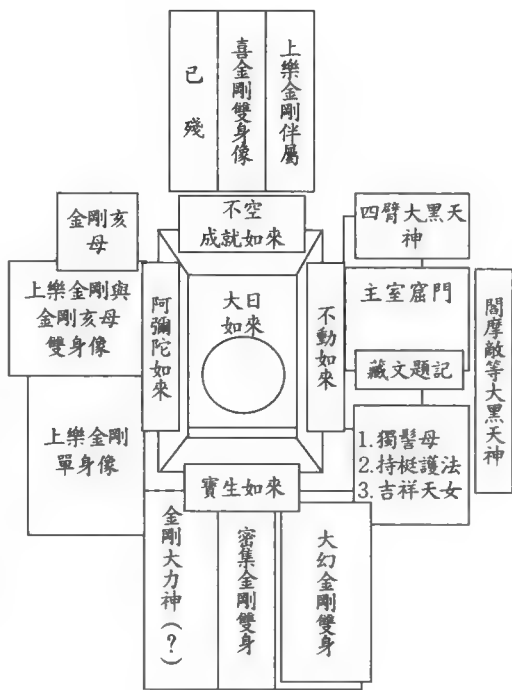 已殘
喜金剛雙身像
上樂金剛伴屬
不空
成就如來
金剛亥
母
四臂大黑天
神
上樂金剛與
金剛亥母
雙身像
阿彌陀如來
大日
如來
不動如來
主室窟門
閻摩敵等大黑天神
藏文題記
上樂金剛
單身像
1.獨髻母
2.持梃護法
3.吉祥天女
寶生如來
金剛大力神(？)
密集金剛雙身
大幻金剛雙身